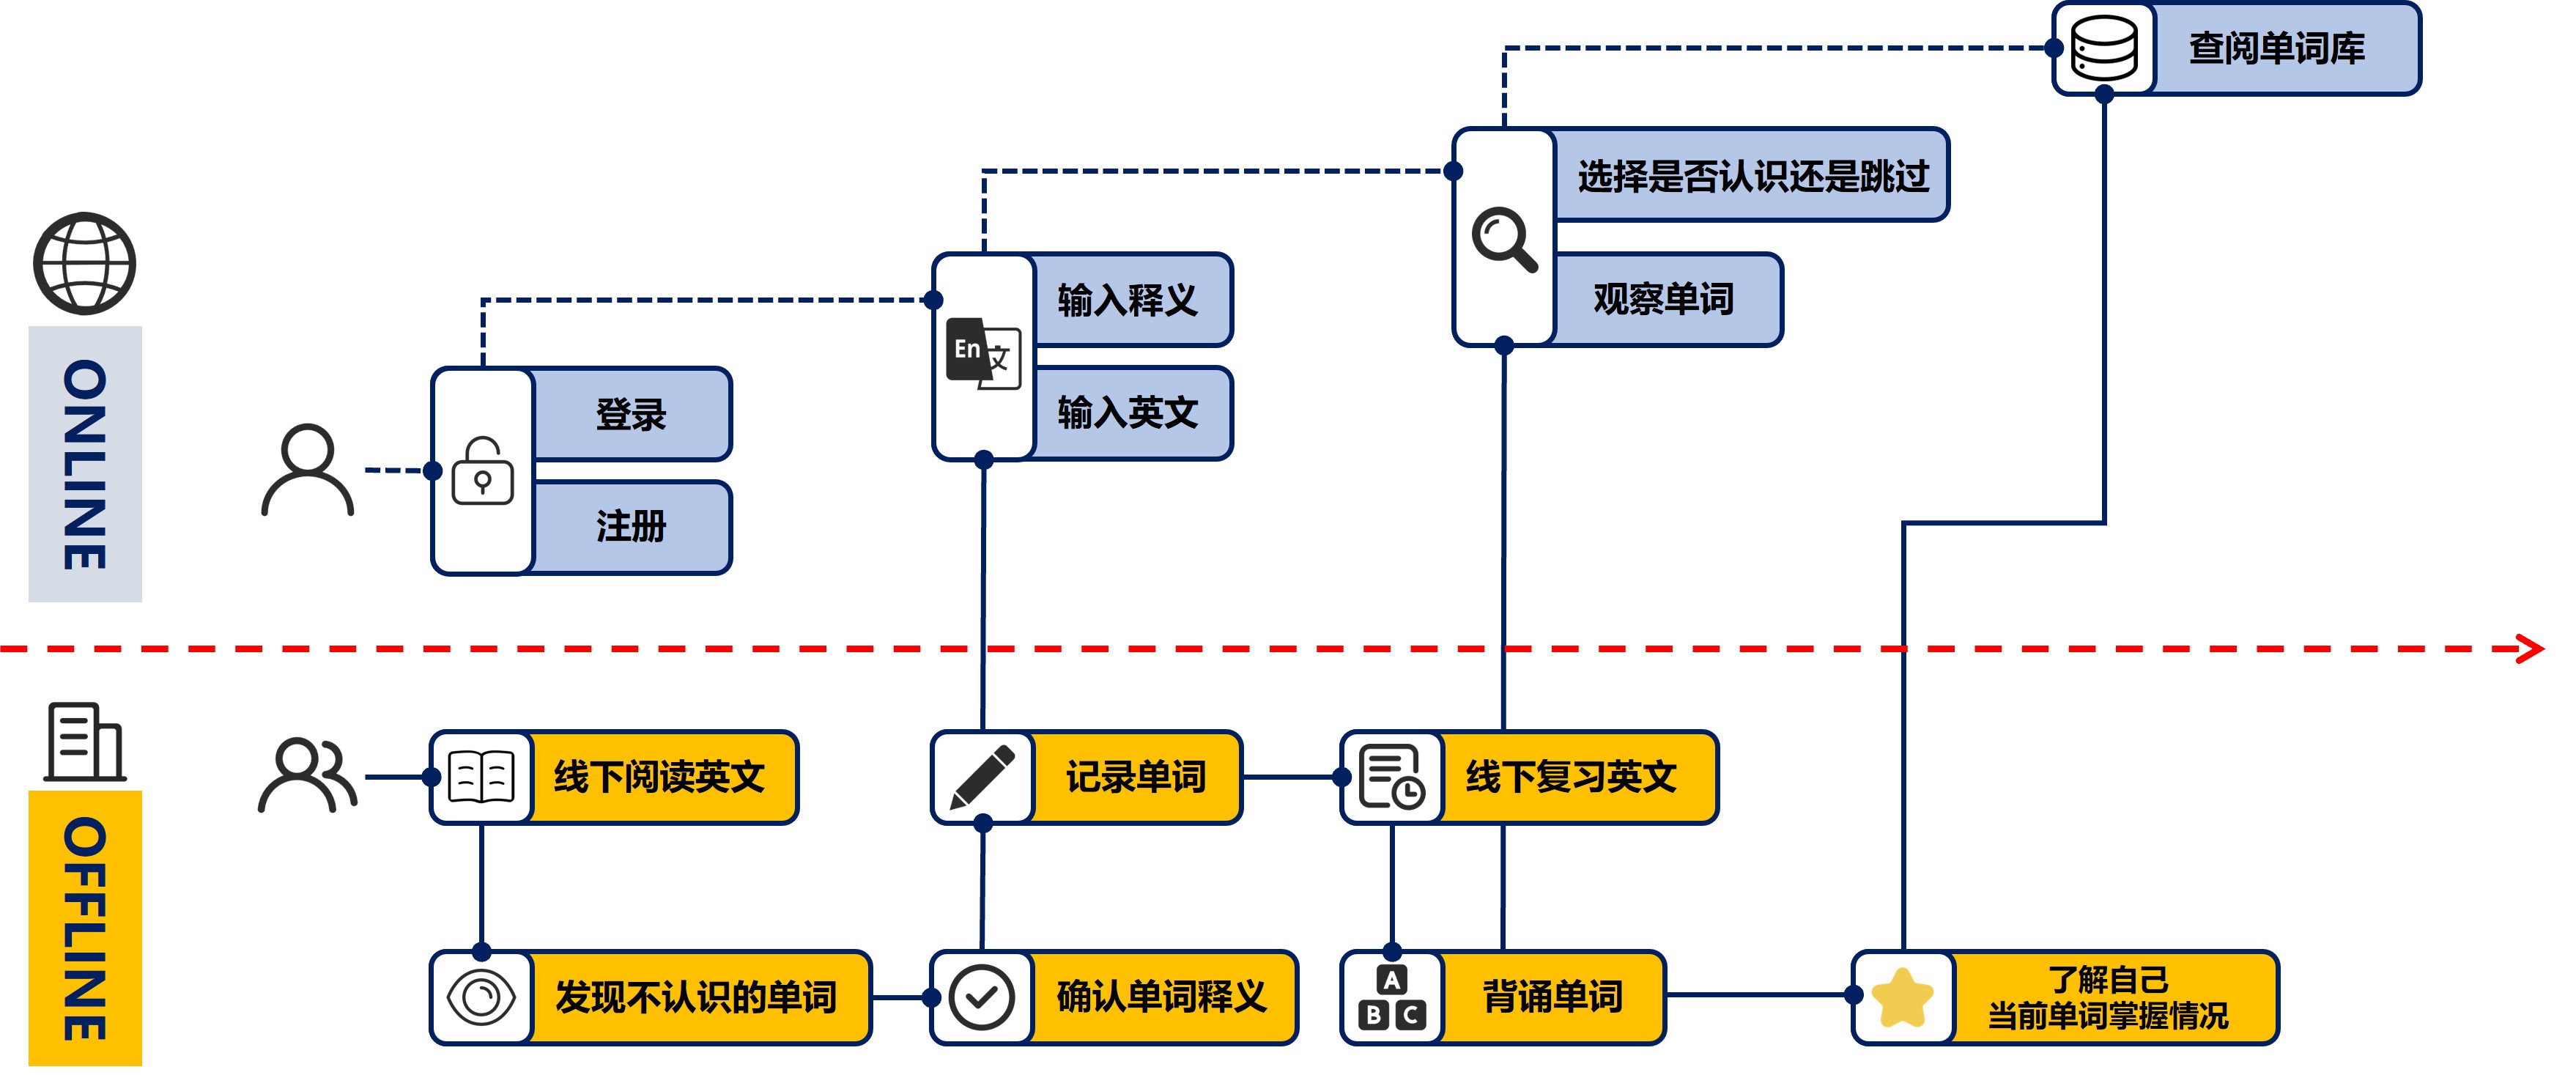 查阅单词库
选择是否认识还是跳过
观察单词
输入释义
En
文
输入英文
登录
注册
ONLINE
线下阅读英文
记录单词
线下复习英文
发现不认识的单词
确认单词释义
A
B C
背诵单词
了解自己
当前单词掌握情况
OFFLINE